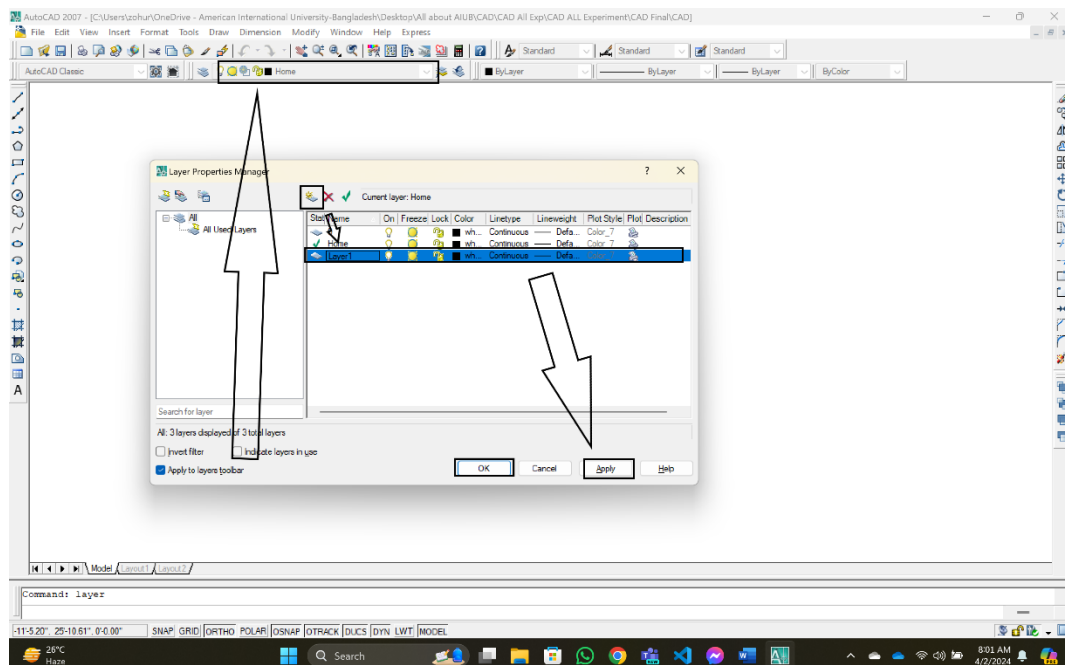 AutoCAD 2007 - [C:\Users\zohur\OneDrive - American International University-Bangladesh\Desktop\All about AIUB\CAD\CAD All Exp\CAD ALL Experiment\CAD Final\CAD]
File Edit View Insert Format Tools Draw Dimension Modify Window Help Express
Standard Standard Standard
AutoCAD Classic Home ByLayer ByLayer ByLayer ByColor
Layer Properties Manager ? X
Current layer: Home
All
All Used Layers
Name On Freeze Lock Color Linetype Lineweight Plot Style Plot Description
wh... Continuous Defa... Color_7
Home wh... Continuous Defa... Color_7
Layer1 wh... Continuous Defa...
A
Search for layer
All: 3 layers displayed of 3 total layers
Invert filter Indicate layers in use
Apply to layers toolbar
OK Cancel Apply Help
Model Layout1 Layout2
Command: layer
-11'-5.20", 25'-10.61", 0'-0.00" SNAP GRID ORTHO POLAR OSNAP OTRACK DUCS DYN LWT MODEL
26°C
Haze
Search
8:01 AM
4/2/2024